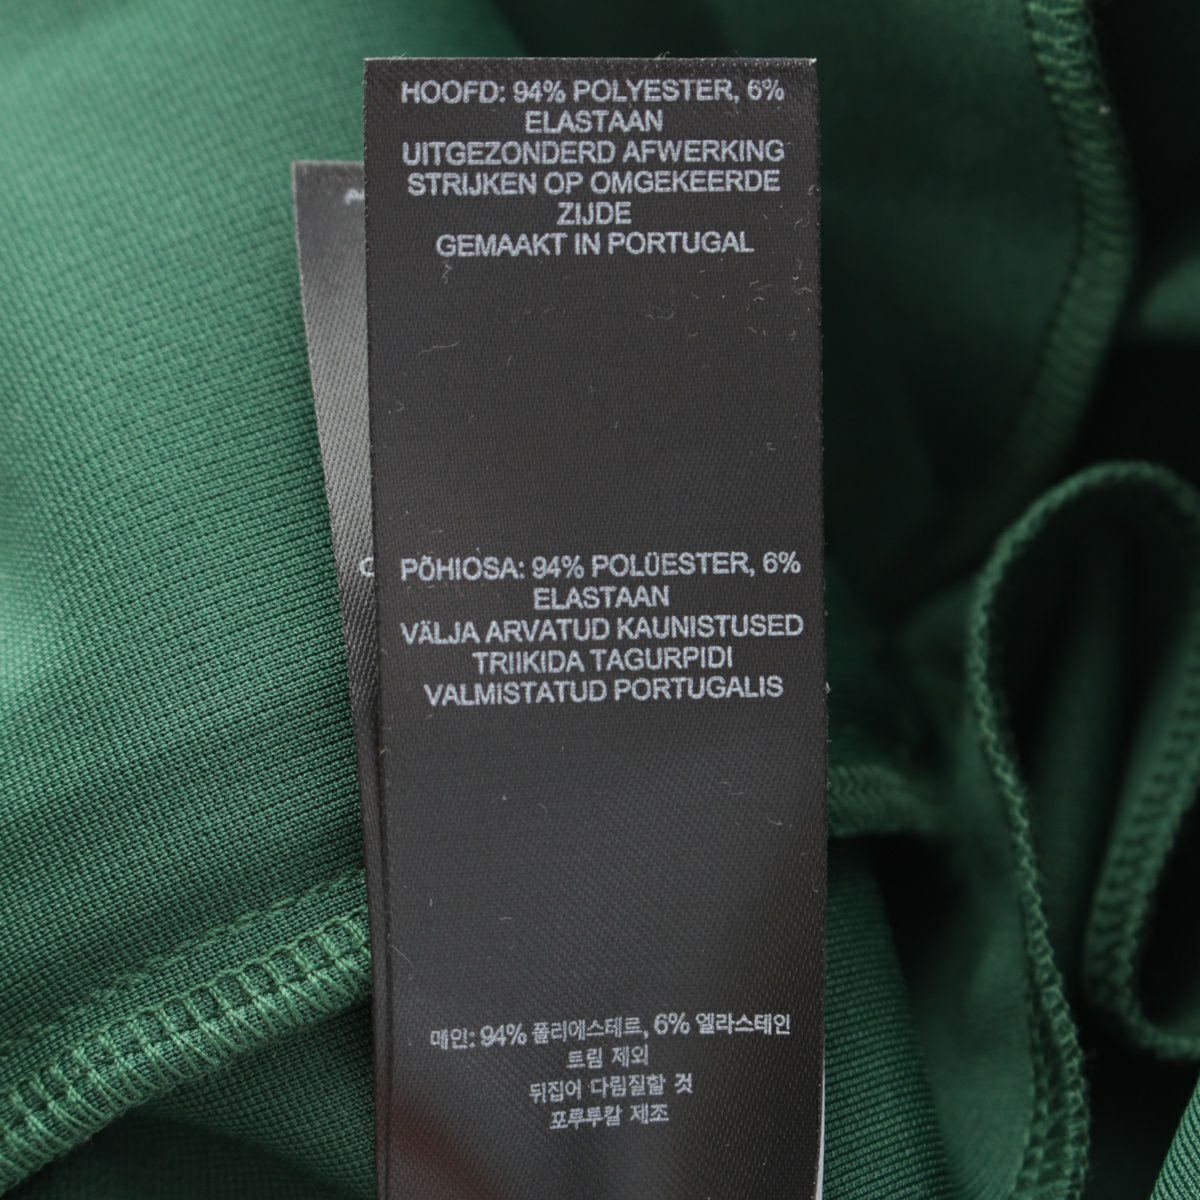 HOOFD: 94% POLYESTER, 6%
ELASTAAN
UITGEZONDERD AFWERKING
STRIJKEN OP OMGEKEERDE
ZIJDE
GEMAAKT IN PORTUGAL
PÕHIOSA: 94% POLÜESTER, 6%
ELASTAAN
VÄLJA ARVATUD KAUNISTUSED
TRIIKIDA TAGURPIDI
VALMISTATUD PORTUGALIS
메인: 94% 폴리에스테르, 6% 엘라스테인
트림 제외
뒤집어 다림질할 것
포루투칼 제조